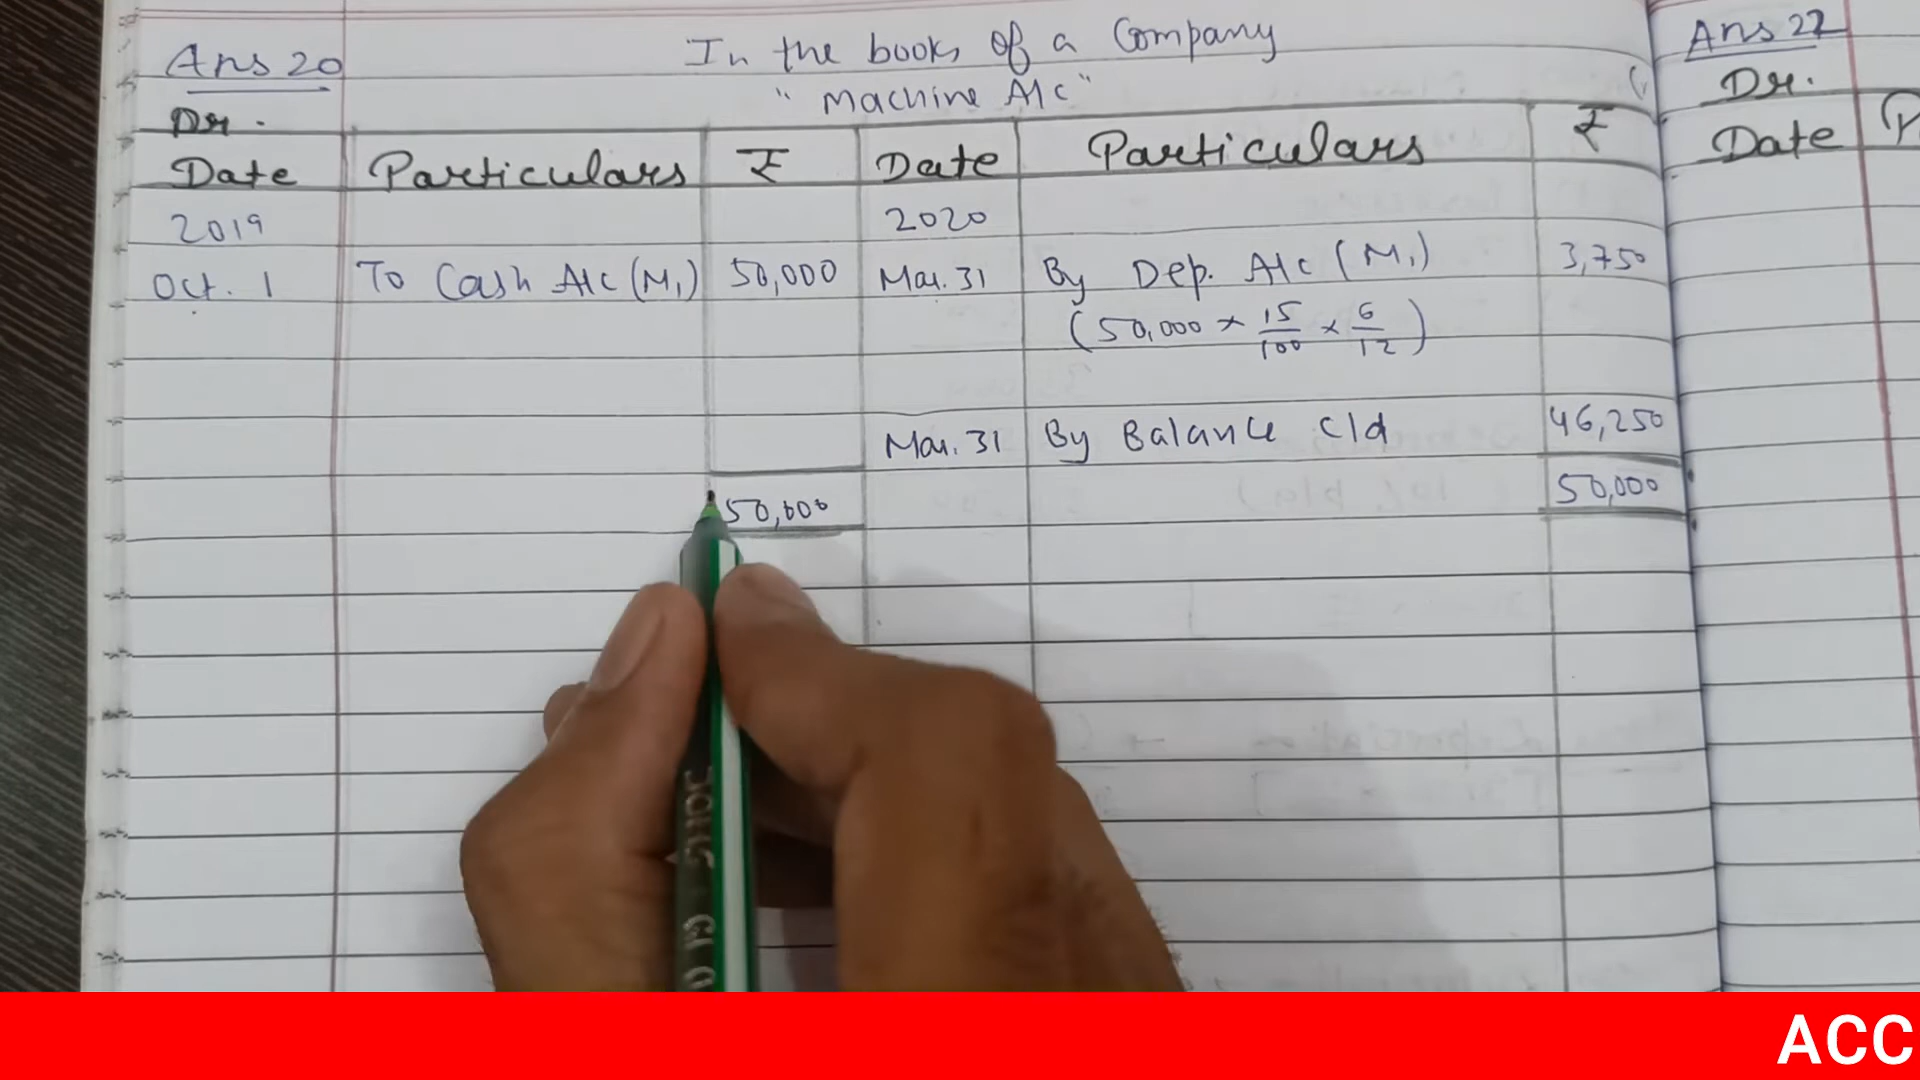 Ans 20
In the books of a Company
" Machine A/c "
Dr.
Date Particulars ₹ Date Particulars ₹
2019 2020
Oct. 1 To Cash A/c (M1) 50,000 Mar. 31 By Dep. A/c (M1) 3,750
(50,000 × 15/100 × 6/12)
Mar. 31 By Balance c/d 46,250
50,000 50,000
Ans 22
Dr.
Date
ACC